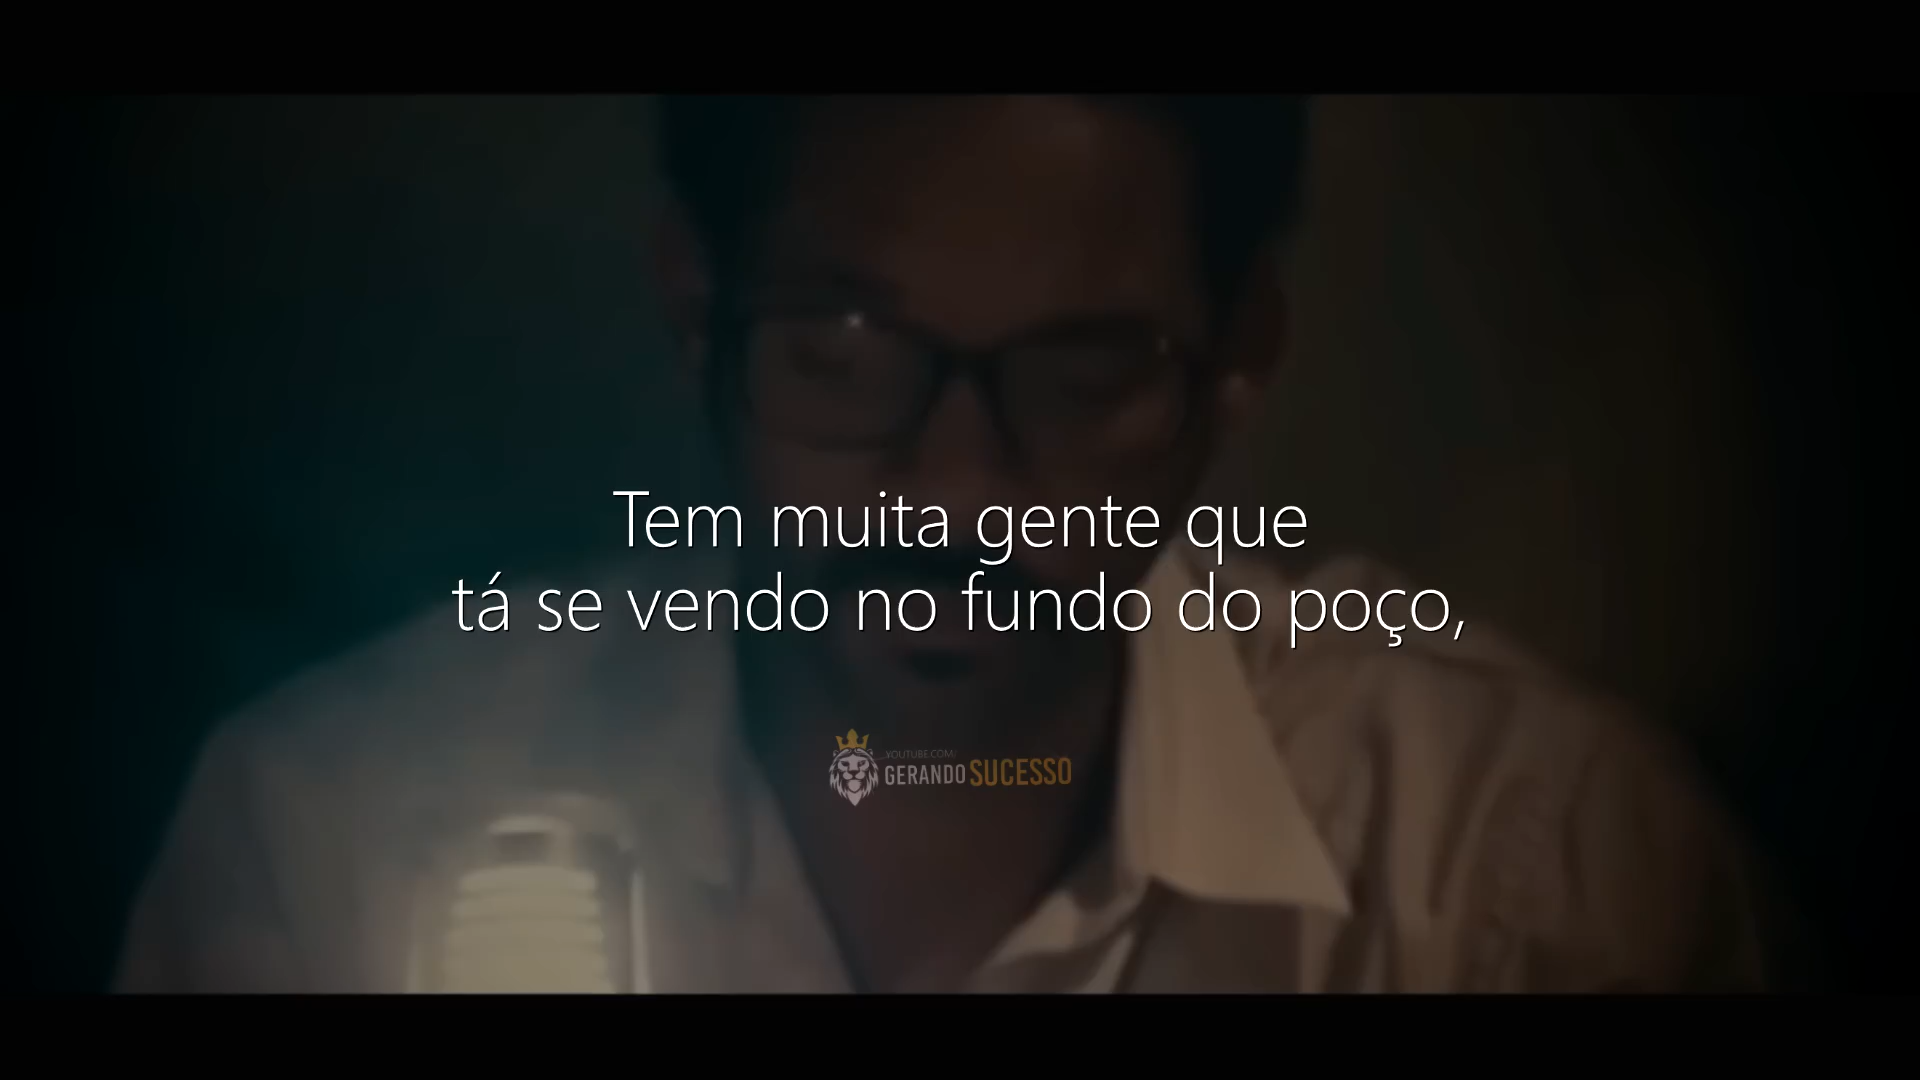 Tem muita gente que
tá se vendo no fundo do poço,
YOUTUBE.COM/
GERANDO SUCESSO